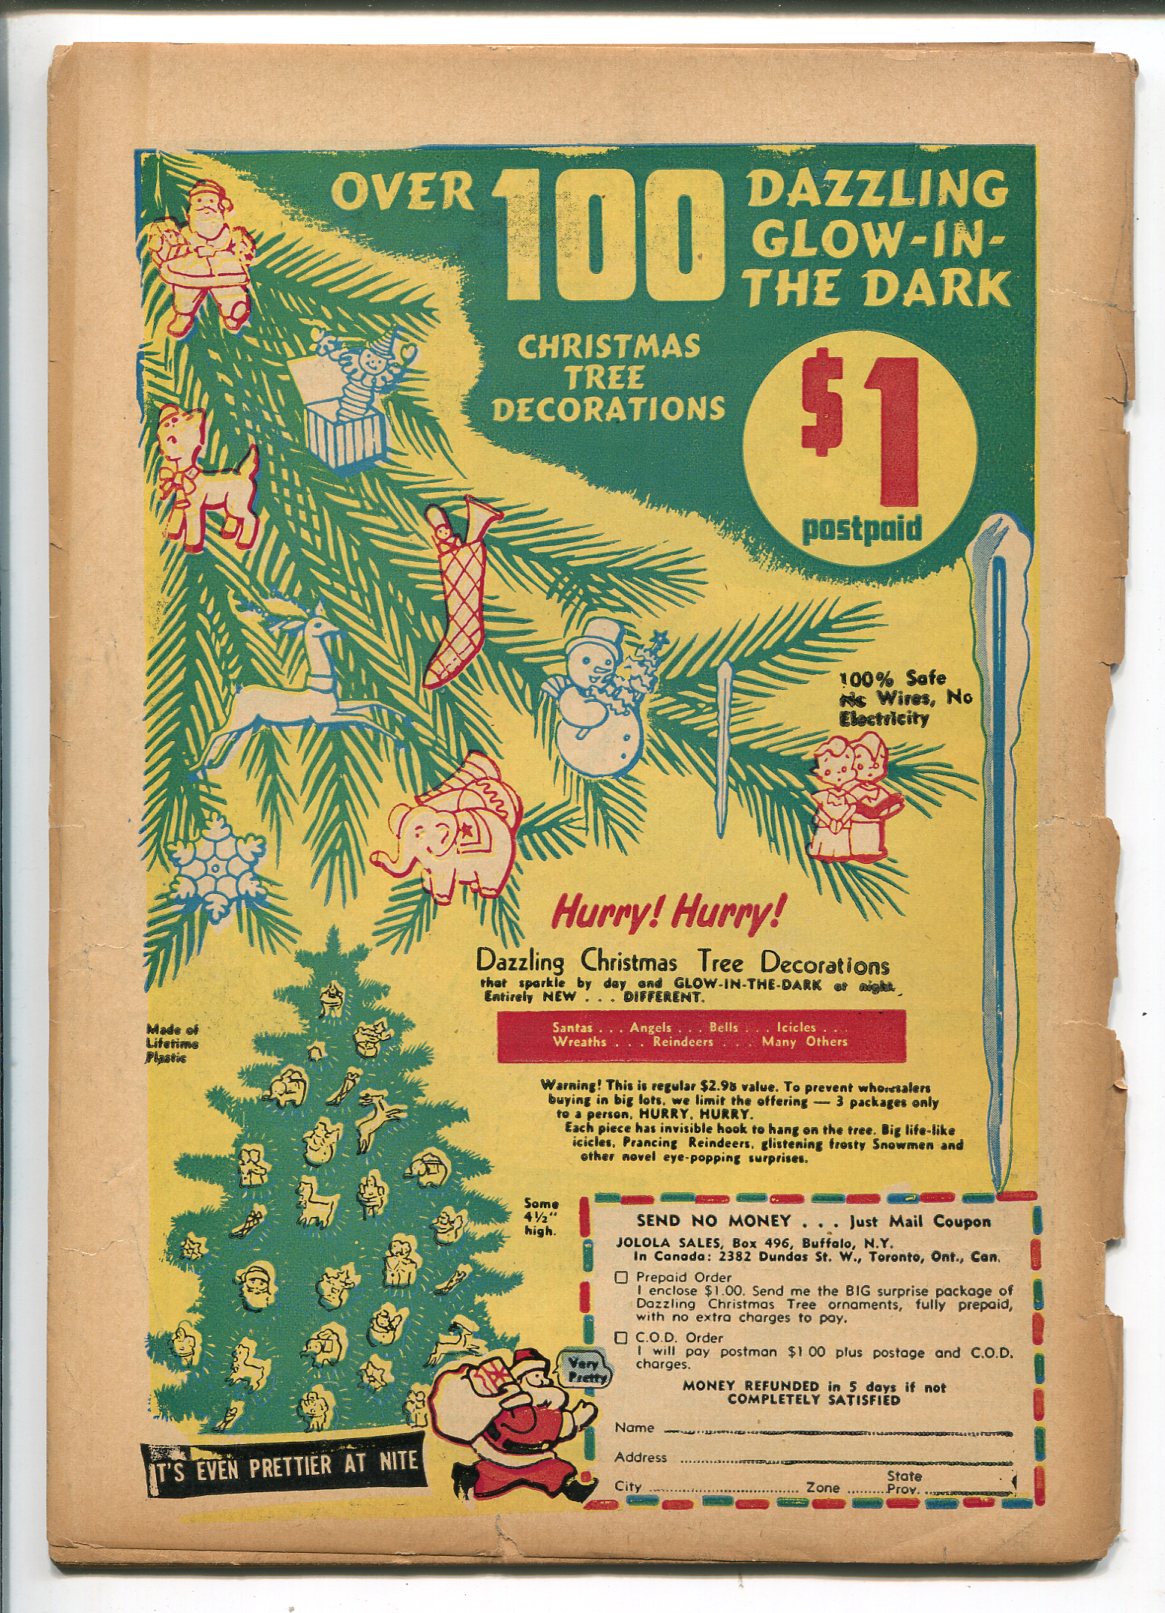 OVER 100 DAZZLING
GLOW-IN-
THE DARK
CHRISTMAS
TREE
DECORATIONS
$1
postpaid
100% Safe
No Wires, No
Electricity
Hurry! Hurry!
Dazzling Christmas Tree Decorations
that sparkle by day and GLOW-IN-THE-DARK at night.
Entirely NEW . . . DIFFERENT.
Santas . . . Angels . . . Bells . . . Icicles . . .
Wreaths . . . Reindeers . . . Many Others
Made of
Lifetime
Plastic
Warning! This is regular $2.98 value. To prevent wholesalers
buying in big lots, we limit the offering — 3 packages only
to a person, HURRY, HURRY.
Each piece has invisible hook to hang on the tree. Big life-like
icicles, Prancing Reindeers, glistening frosty Snowmen and
other novel eye-popping surprises.
Some
4½"
high.
SEND NO MONEY . . . Just Mail Coupon
JOLOLA SALES, Box 496, Buffalo, N.Y.
In Canada: 2382 Dundas St. W., Toronto, Ont., Can.
Prepaid Order
I enclose $1.00. Send me the BIG surprise package of
Dazzling Christmas Tree ornaments, fully prepaid,
with no extra charges to pay.
C.O.D. Order
I will pay postman $1 00 plus postage and C.O.D.
charges.
MONEY REFUNDED in 5 days if not
COMPLETELY SATISFIED
Name
Address
City Zone State
Prov.
Very
Pretty
IT'S EVEN PRETTIER AT NITE